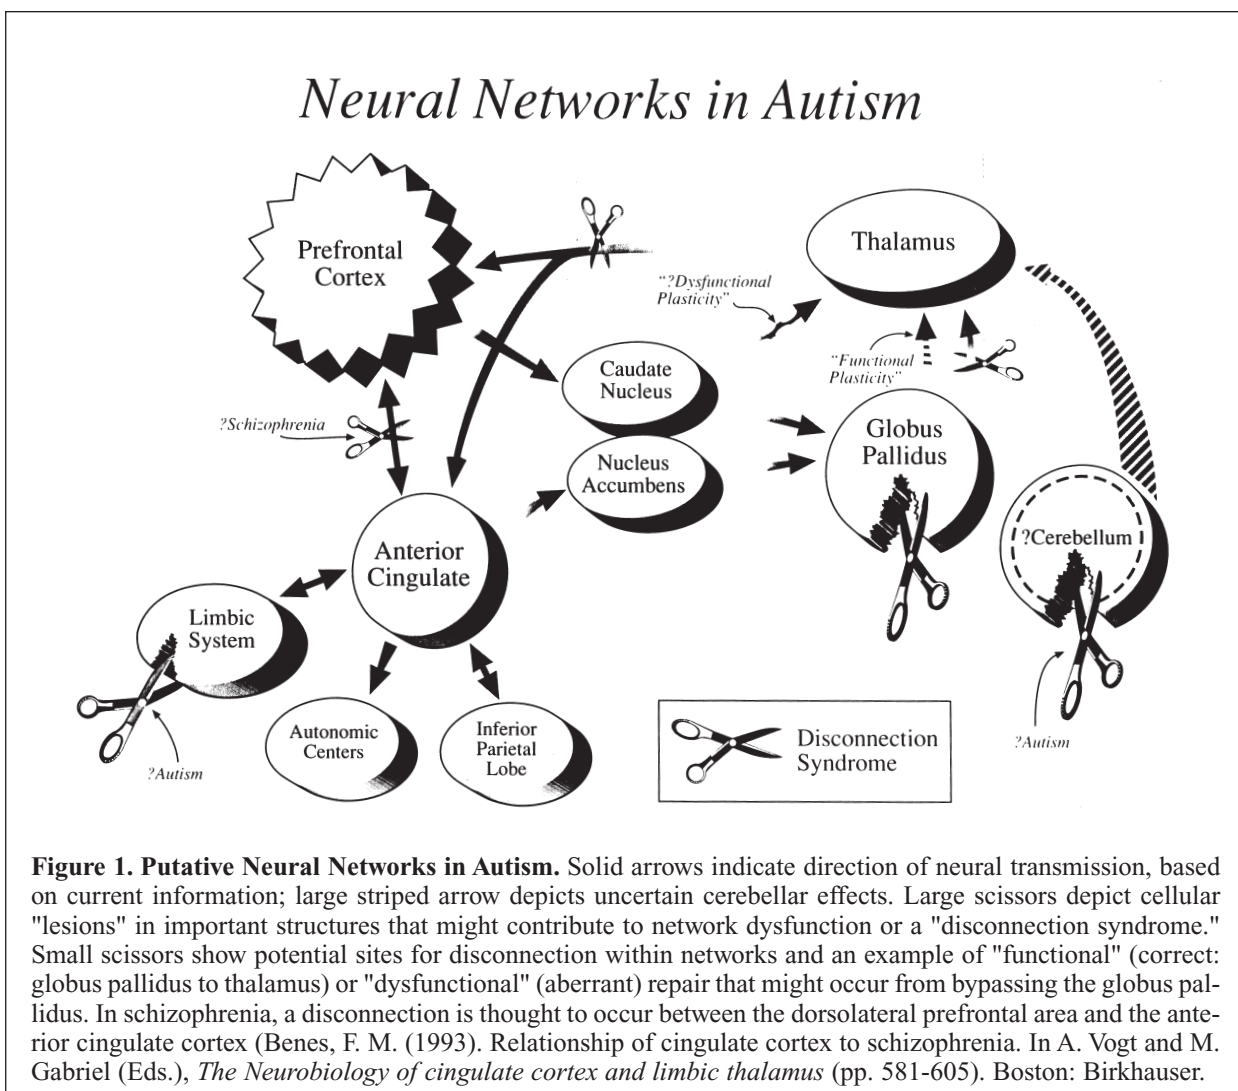 Neural Networks in Autism
Prefrontal
Cortex
Thalamus
"?Dysfunctional
Plasticity"
"Functional
Plasticity"
Caudate
Nucleus
?Schizophrenia
Globus
Pallidus
Nucleus
Accumbens
?Cerebellum
Anterior
Cingulate
Limbic
System
Autonomic
Centers
Inferior
Parietal
Lobe
Disconnection
Syndrome
?Autism
?Autism
Figure 1. Putative Neural Networks in Autism. Solid arrows indicate direction of neural transmission, based
on current information; large striped arrow depicts uncertain cerebellar effects. Large scissors depict cellular
"lesions" in important structures that might contribute to network dysfunction or a "disconnection syndrome."
Small scissors show potential sites for disconnection within networks and an example of "functional" (correct:
globus pallidus to thalamus) or "dysfunctional" (aberrant) repair that might occur from bypassing the globus pal-
lidus. In schizophrenia, a disconnection is thought to occur between the dorsolateral prefrontal area and the ante-
rior cingulate cortex (Benes, F. M. (1993). Relationship of cingulate cortex to schizophrenia. In A. Vogt and M.
Gabriel (Eds.), The Neurobiology of cingulate cortex and limbic thalamus (pp. 581-605). Boston: Birkhauser.